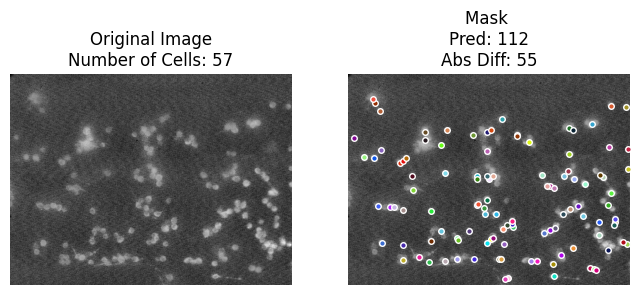 Original Image
Number of Cells: 57
Mask
Pred: 112
Abs Diff: 55